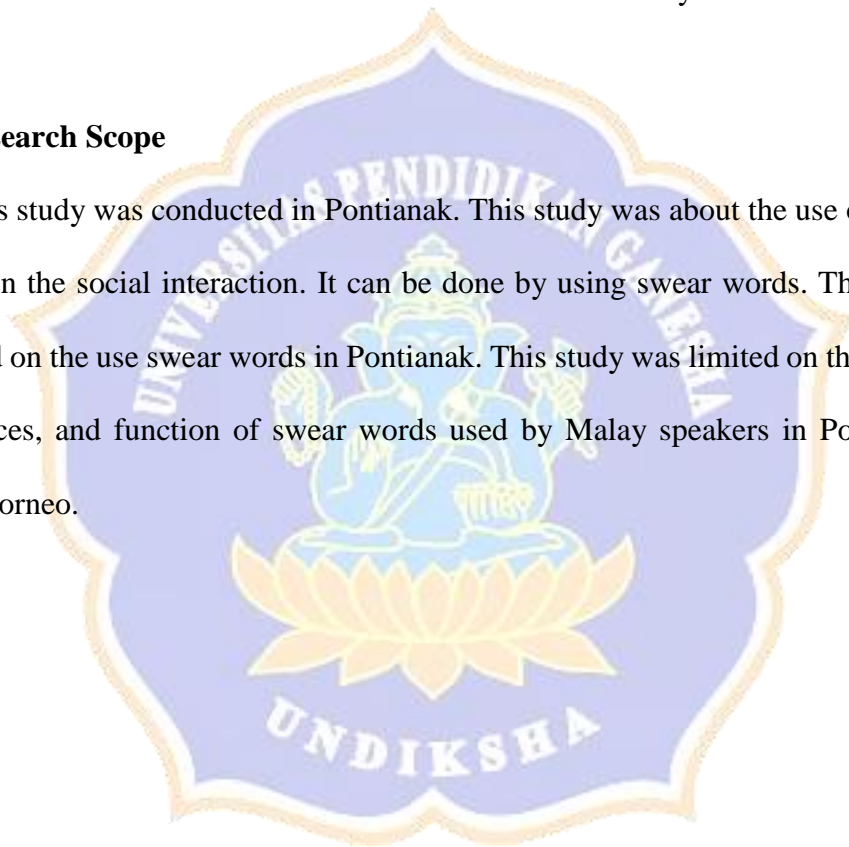 search Scope
s study was conducted in Pontianak. This study was about the use
n the social interaction. It can be done by using swear words. Th
d on the use swear words in Pontianak. This study was limited on th
ces, and function of swear words used by Malay speakers in Po
orneo.
UNIVERSITAS PENDIDIKAN GANESHA
UNDIKSHA